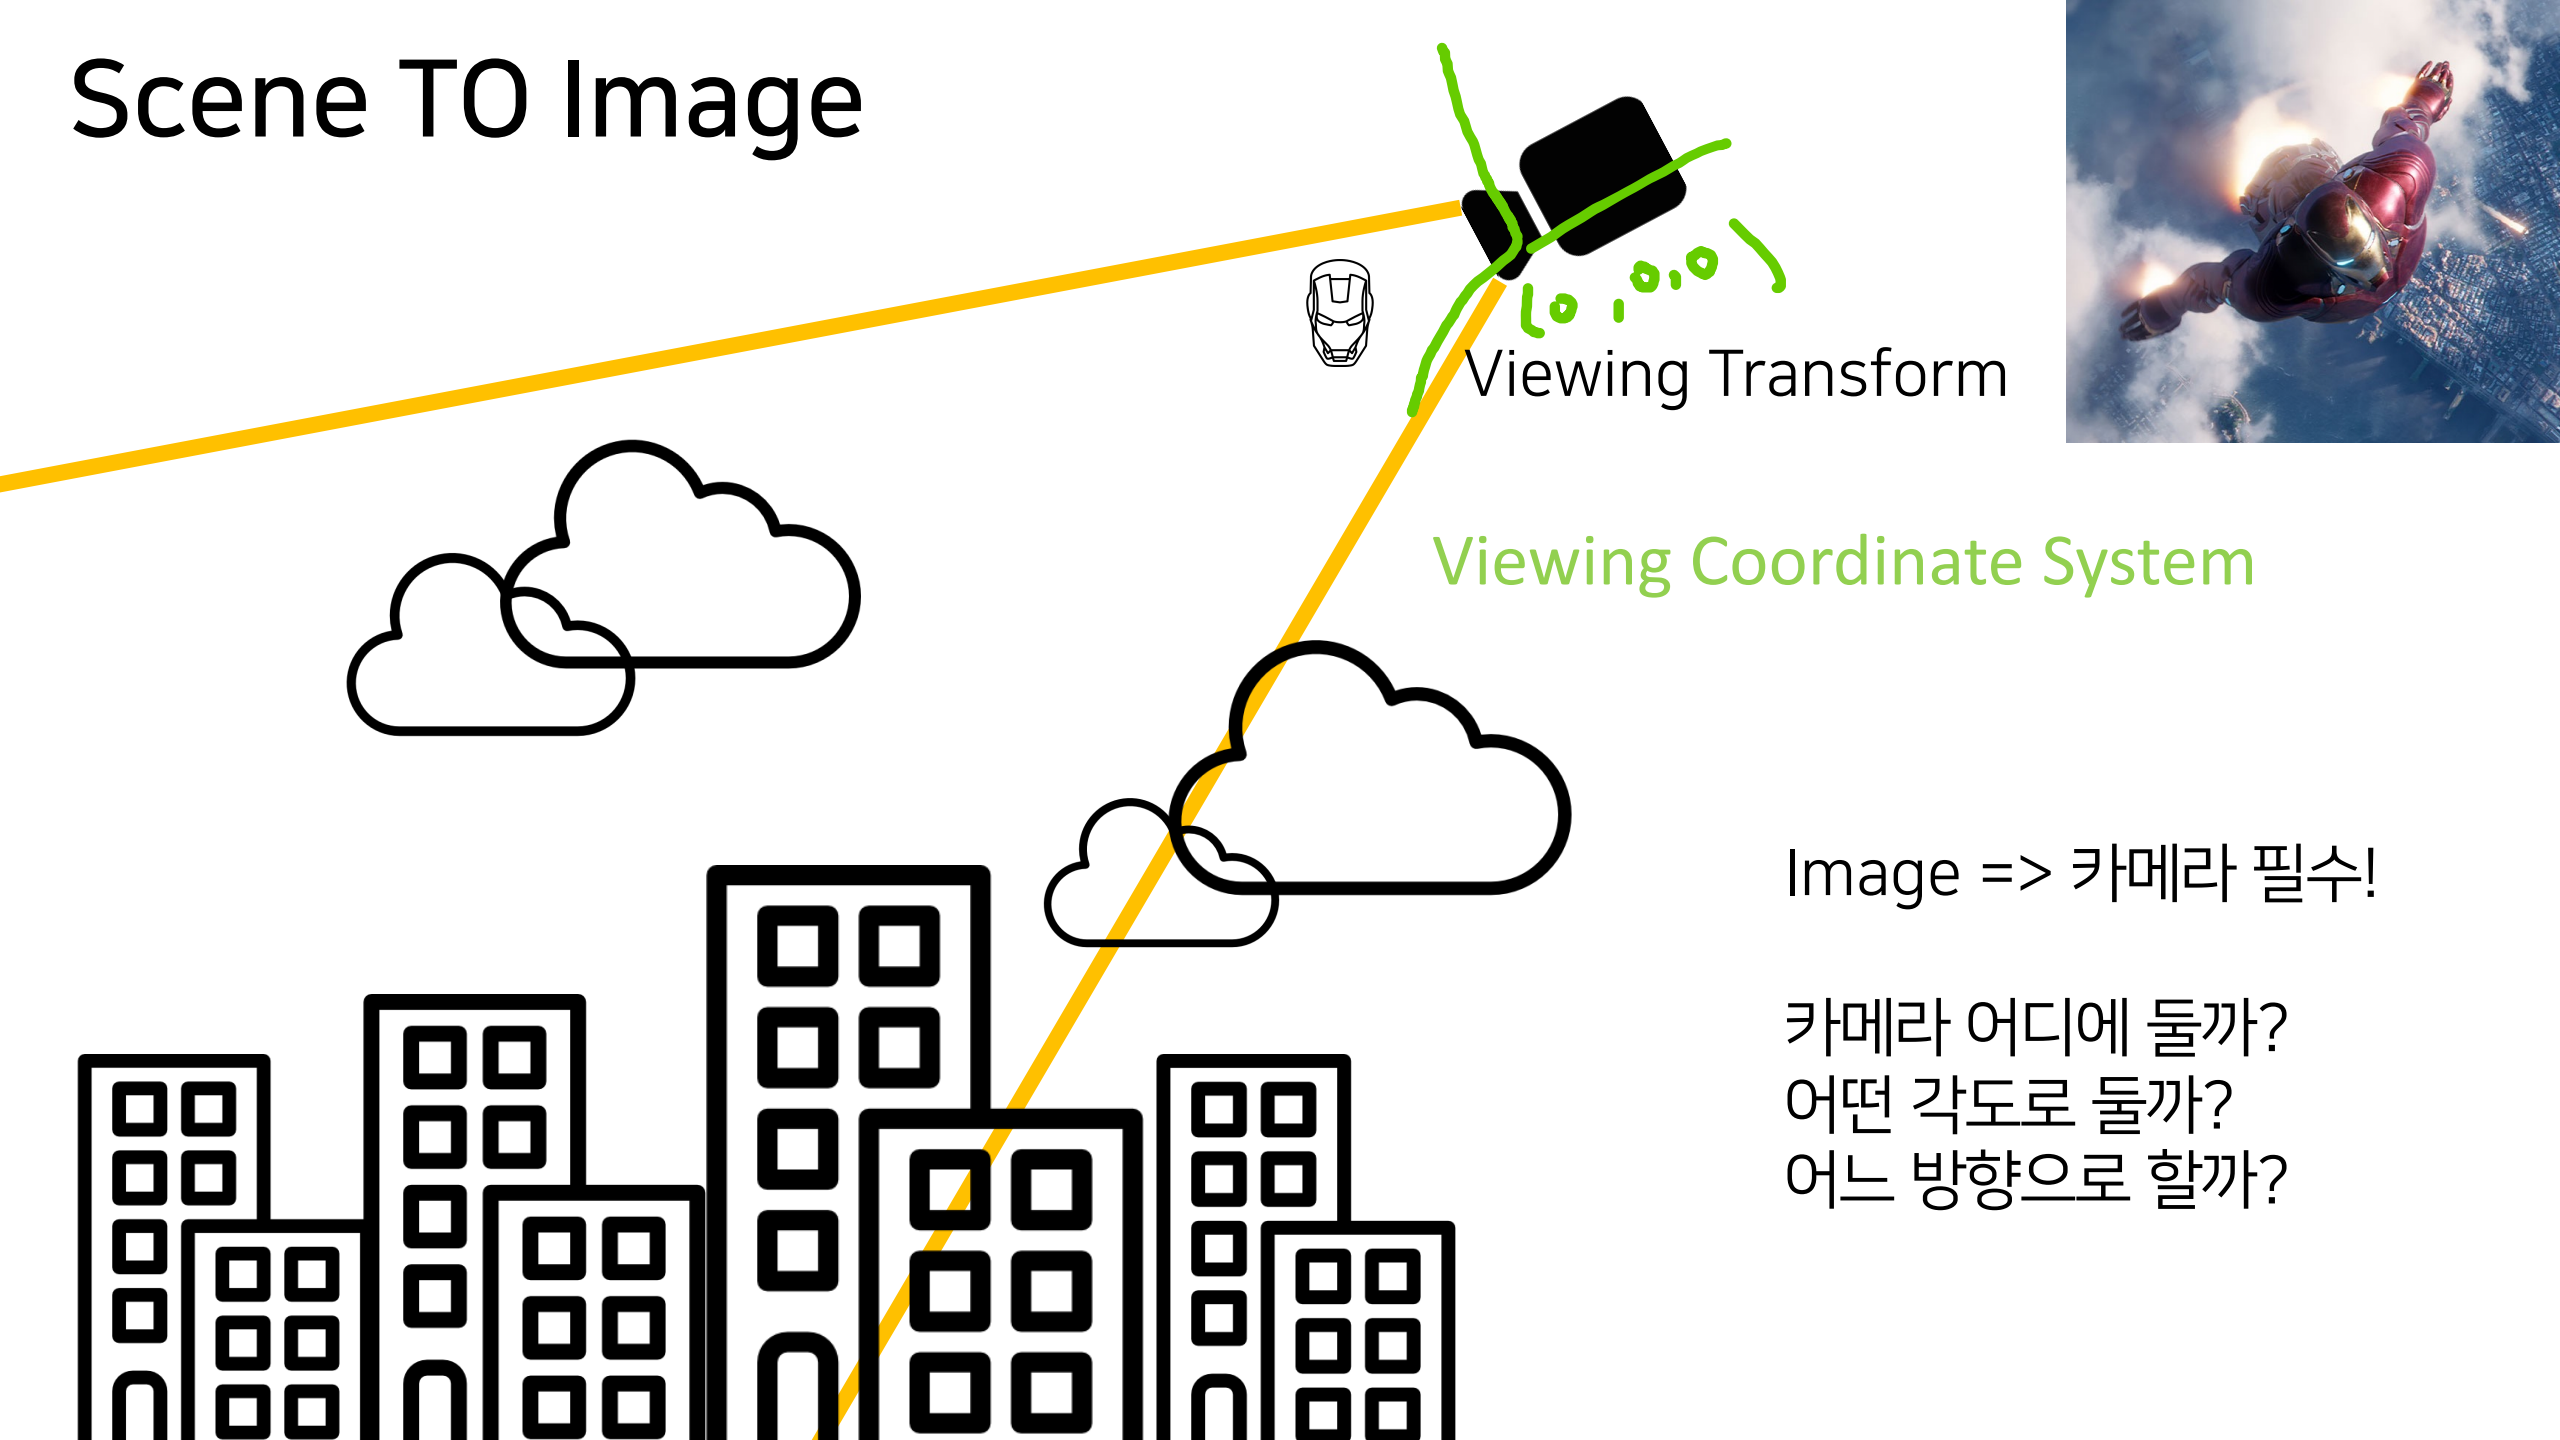 Scene TO Image
(0,0,0)
Viewing Transform
Viewing Coordinate System
Image => 카메라 필수!
카메라 어디에 둘까?
어떤 각도로 둘까?
어느 방향으로 할까?